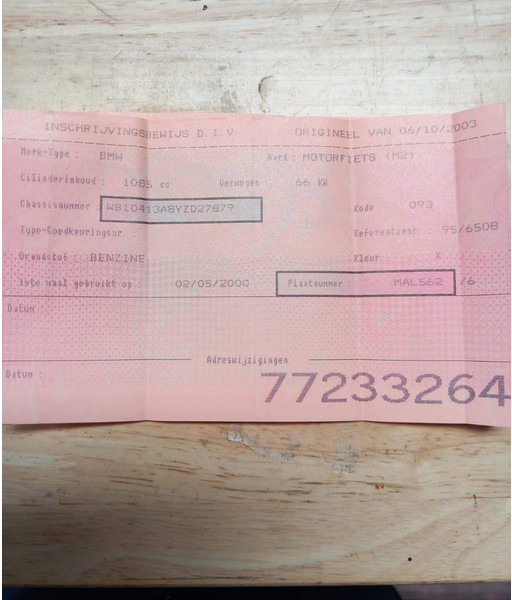 INSCHRIJVINGSBEWIJS D.I.V ORIGINEEL VAN 06/10/2003
Merk-Type : BMW Aard : MOTORFIETS (M2)
Cilinderinhoud : 1085 cc Vermogen 66 KW
Chassisnummer : WB10413A8YZD27879 Kode 093
Type-Goedkeuringsnr. Referentienr. : 95/6508
Brandstof : BENZINE Kleur : X
1ste maal gebruikt op 02/05/2000 Plaatnummer : MAL562 /6
Datum :
Adreswijzigingen
Datum :
77233264